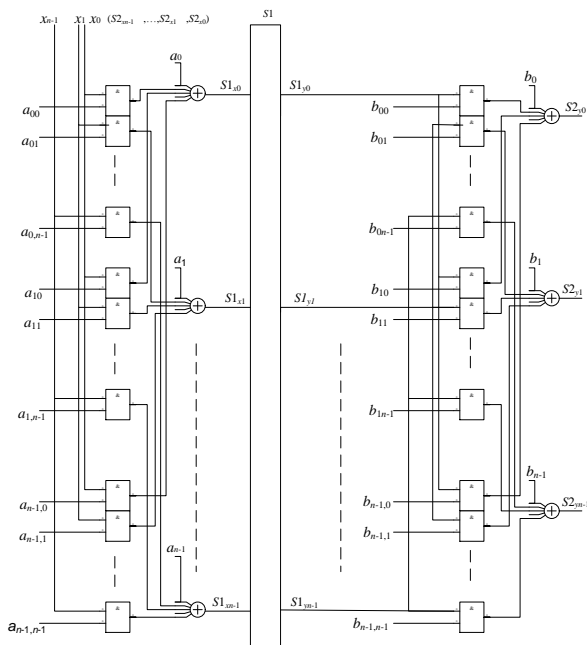 S1
xn-1 x1 x0 (S2xn-1 ,…,S2x1 ,S2x0)
a0
b0
& &
S1x0 S1y0 S2y0
a00 b00
& &
a01 b01
& &
a0,n-1 b0n-1
a1 b1
& &
a10 S1x1 S1y1 b10 S2y1
& &
a11 b11
& &
a1,n-1 b1n-1
bn-1
& &
an-1,0 bn-1,0 S2yn-1
& &
an-1,1 bn-1,1
an-1
& &
S1xn-1 S1yn-1
an-1,n-1 bn-1,n-1